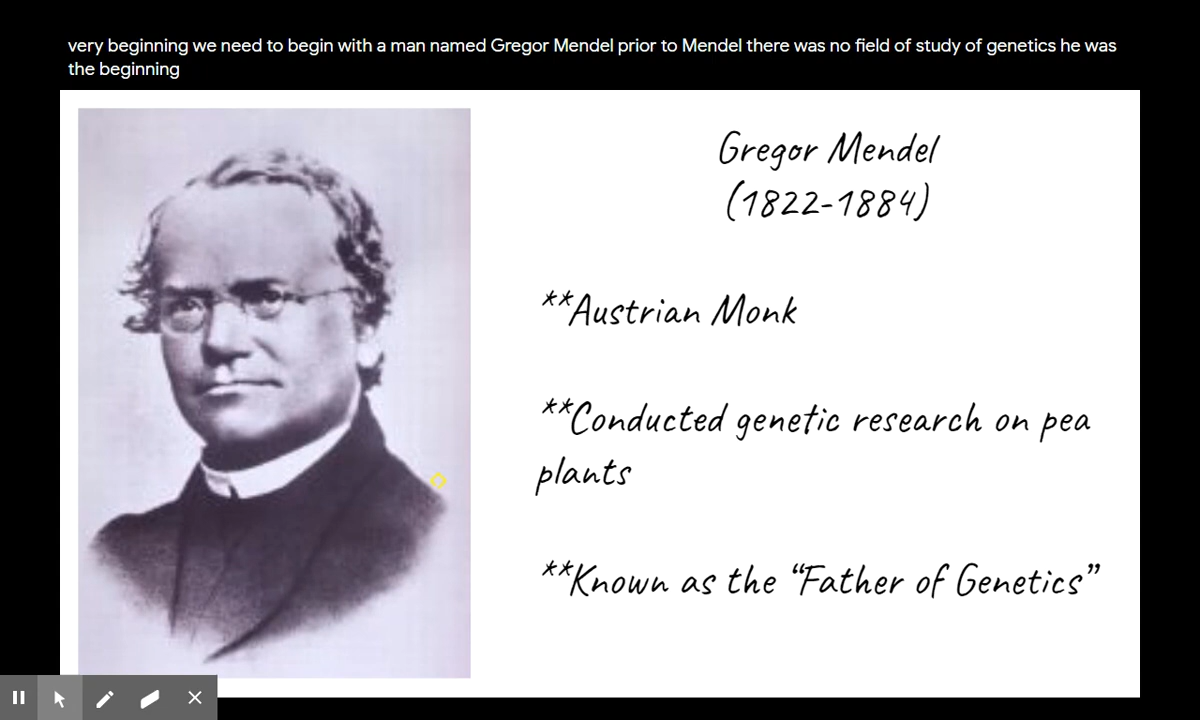 very beginning we need to begin with a man named Gregor Mendel prior to Mendel there was no field of study of genetics he was
the beginning
Gregor Mendel
(1822-1884)
**Austrian Monk
**Conducted genetic research on pea
plants
**Known as the “Father of Genetics”